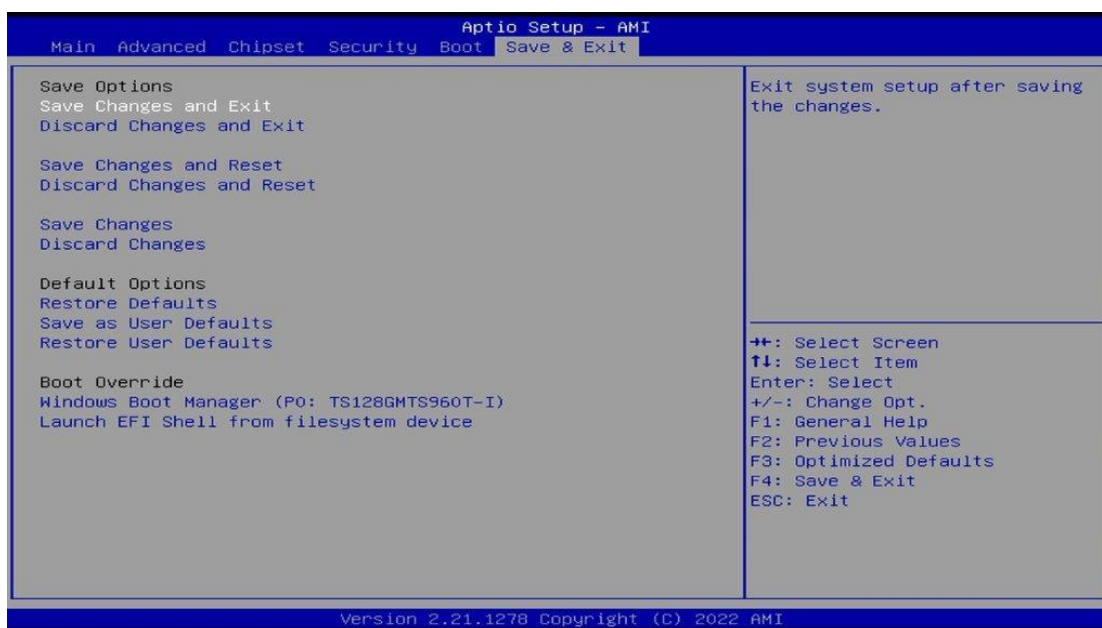 Aptio Setup – AMI
Main Advanced Chipset Security Boot Save & Exit
Save Options
Save Changes and Exit
Discard Changes and Exit
Save Changes and Reset
Discard Changes and Reset
Save Changes
Discard Changes
Default Options
Restore Defaults
Save as User Defaults
Restore User Defaults
Boot Override
Windows Boot Manager (P0: TS128GMTS960T-I)
Launch EFI Shell from filesystem device
Exit system setup after saving
the changes.
→←: Select Screen
↑↓: Select Item
Enter: Select
+/-: Change Opt.
F1: General Help
F2: Previous Values
F3: Optimized Defaults
F4: Save & Exit
ESC: Exit
Version 2.21.1278 Copyright (C) 2022 AMI